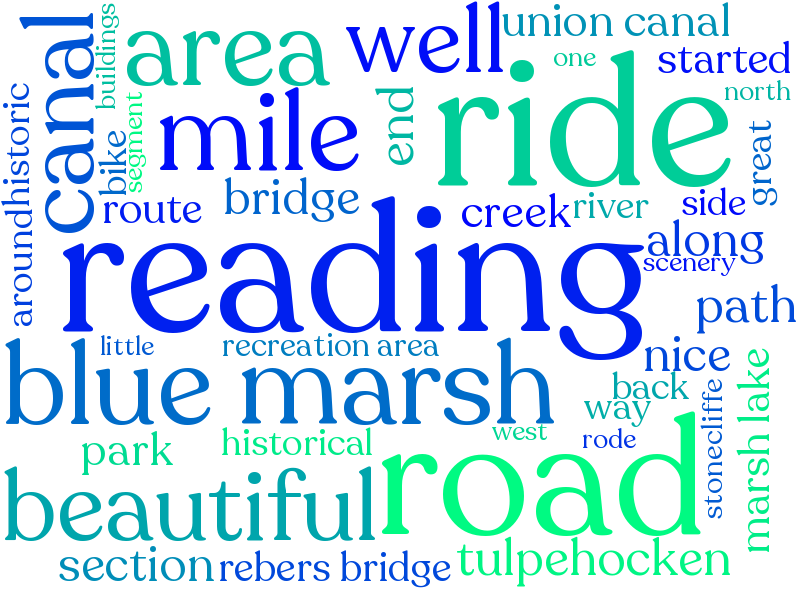 canal
buildings
area
well
union canal
one
started
north
historic
bike
segment
mile
end
ride
great
around
route
bridge
creek
river
side
reading
along
scenery
path
little
recreation area
nice
blue marsh
back
way
stonecliffe
marsh lake
park
historical
west
rode
beautiful
road
section
rebers bridge
tulpehocken